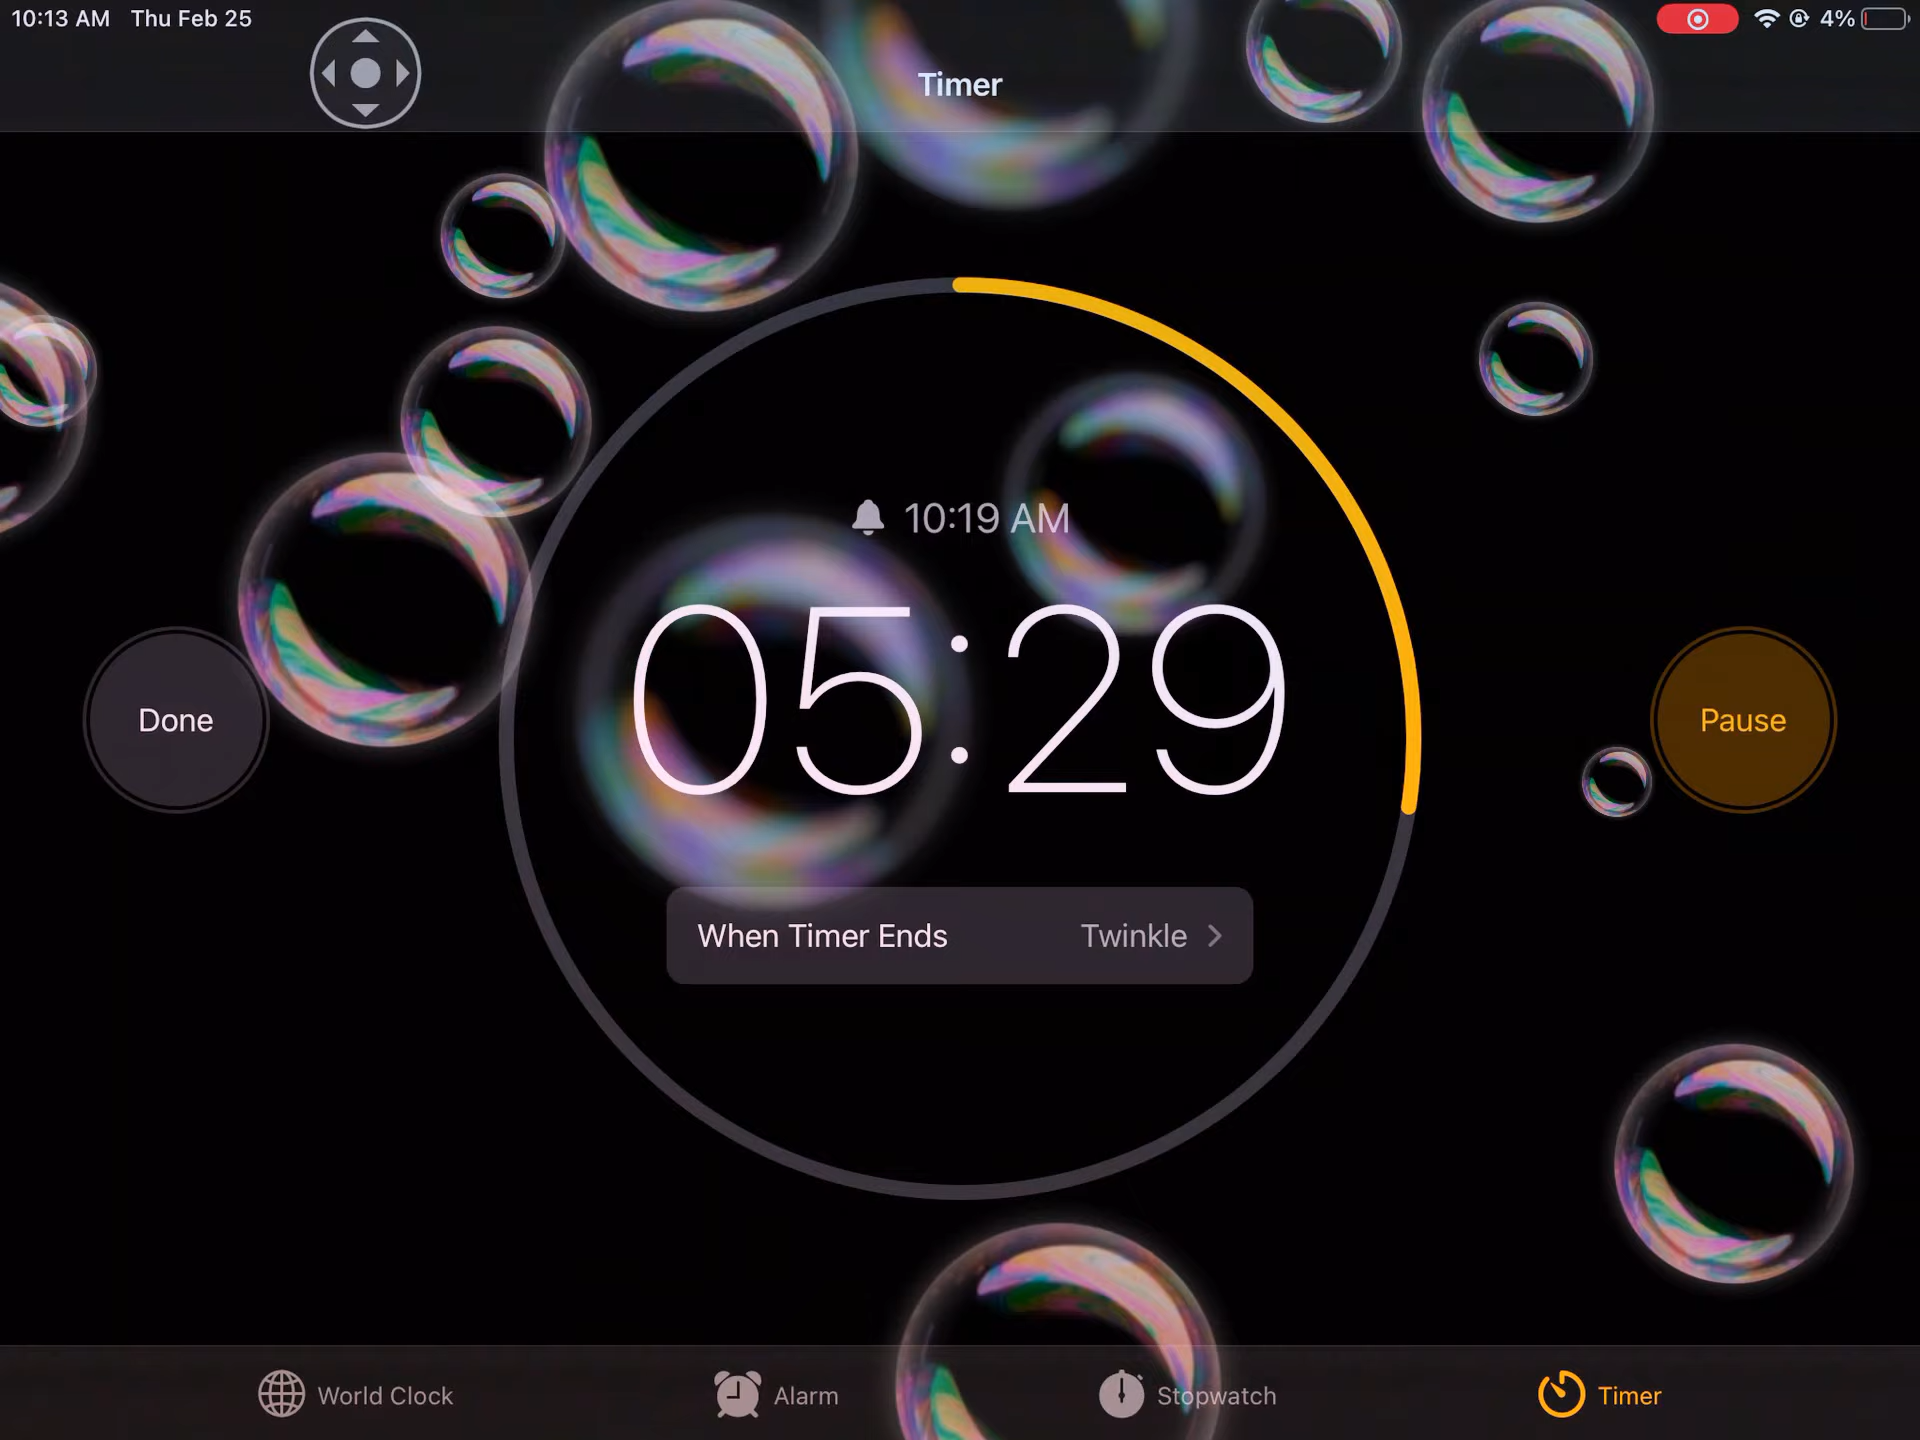 10:13 AM Thu Feb 25
4%
Timer
10:19 AM
05:29
Done
Pause
When Timer Ends Twinkle
World Clock Alarm Stopwatch Timer